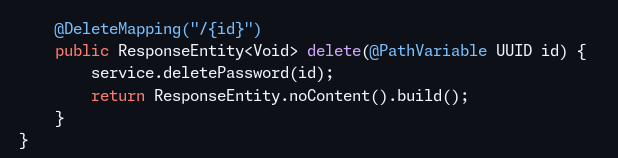 @DeleteMapping("/{id}")
public ResponseEntity<Void> delete(@PathVariable UUID id) {
service.deletePassword(id);
return ResponseEntity.noContent().build();
}
}